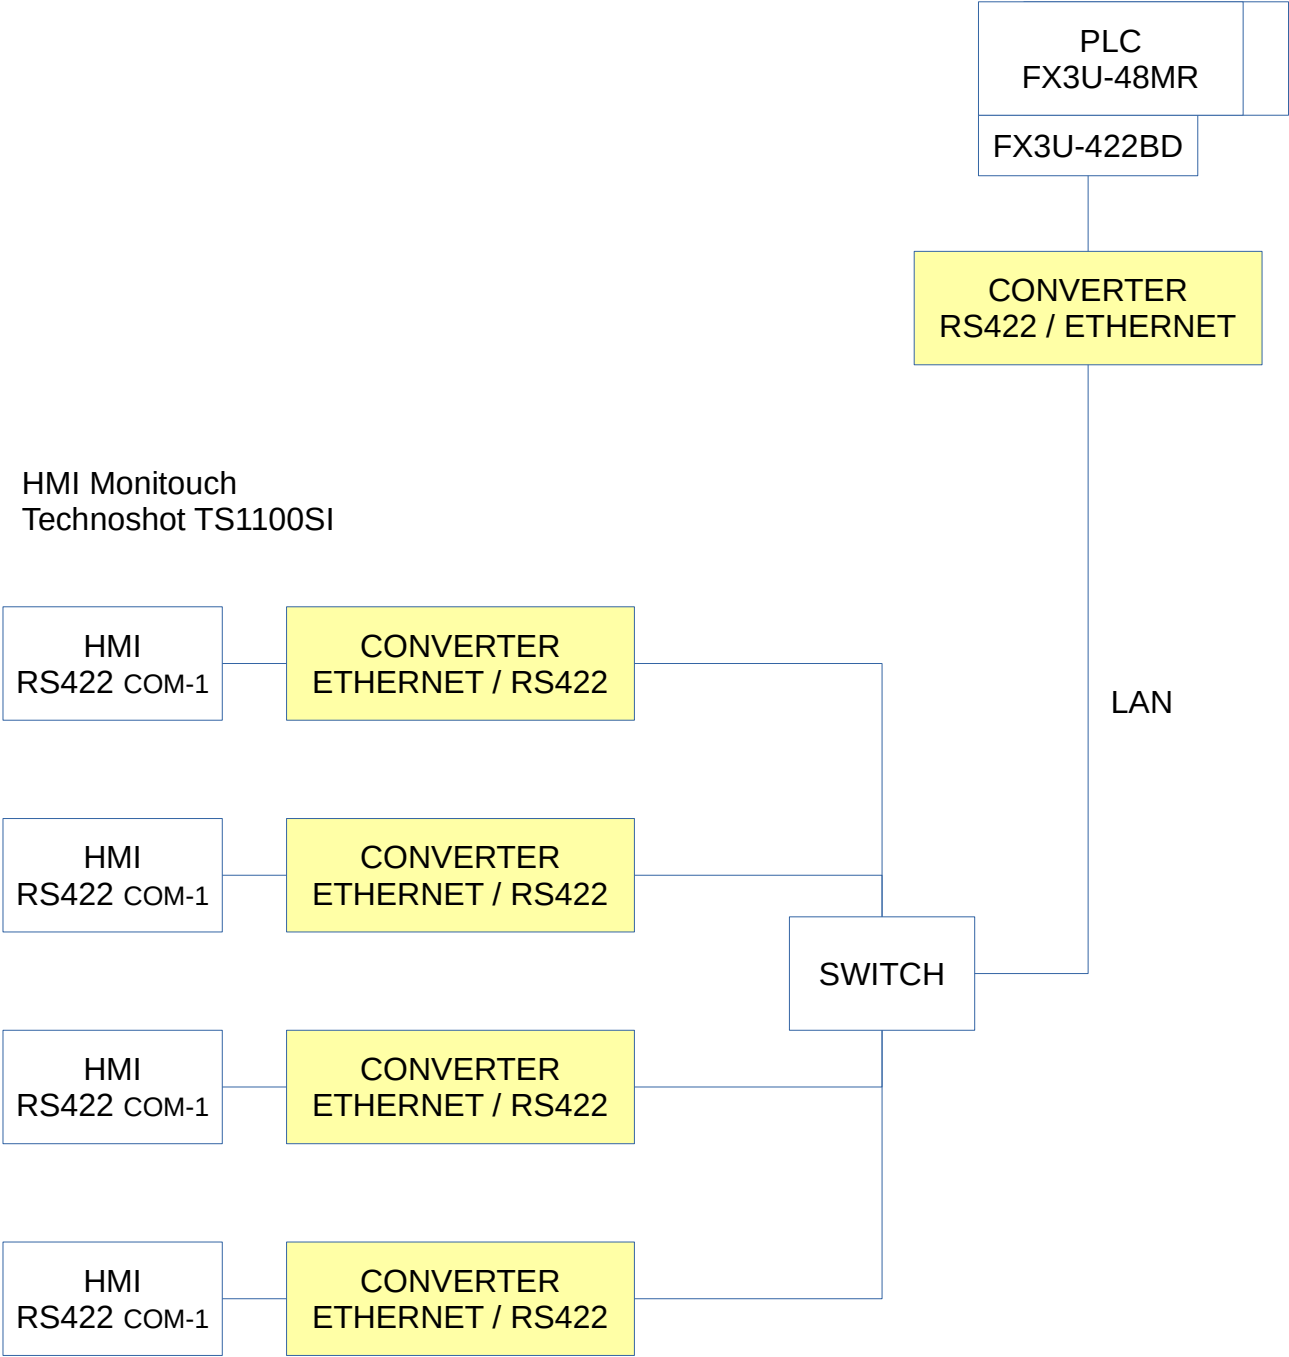 PLC
FX3U-48MR
FX3U-422BD
CONVERTER
RS422 / ETHERNET
HMI Monitouch
Technoshot TS1100SI
HMI
RS422 COM-1
CONVERTER
ETHERNET / RS422
LAN
HMI
RS422 COM-1
CONVERTER
ETHERNET / RS422
SWITCH
HMI
RS422 COM-1
CONVERTER
ETHERNET / RS422
HMI
RS422 COM-1
CONVERTER
ETHERNET / RS422